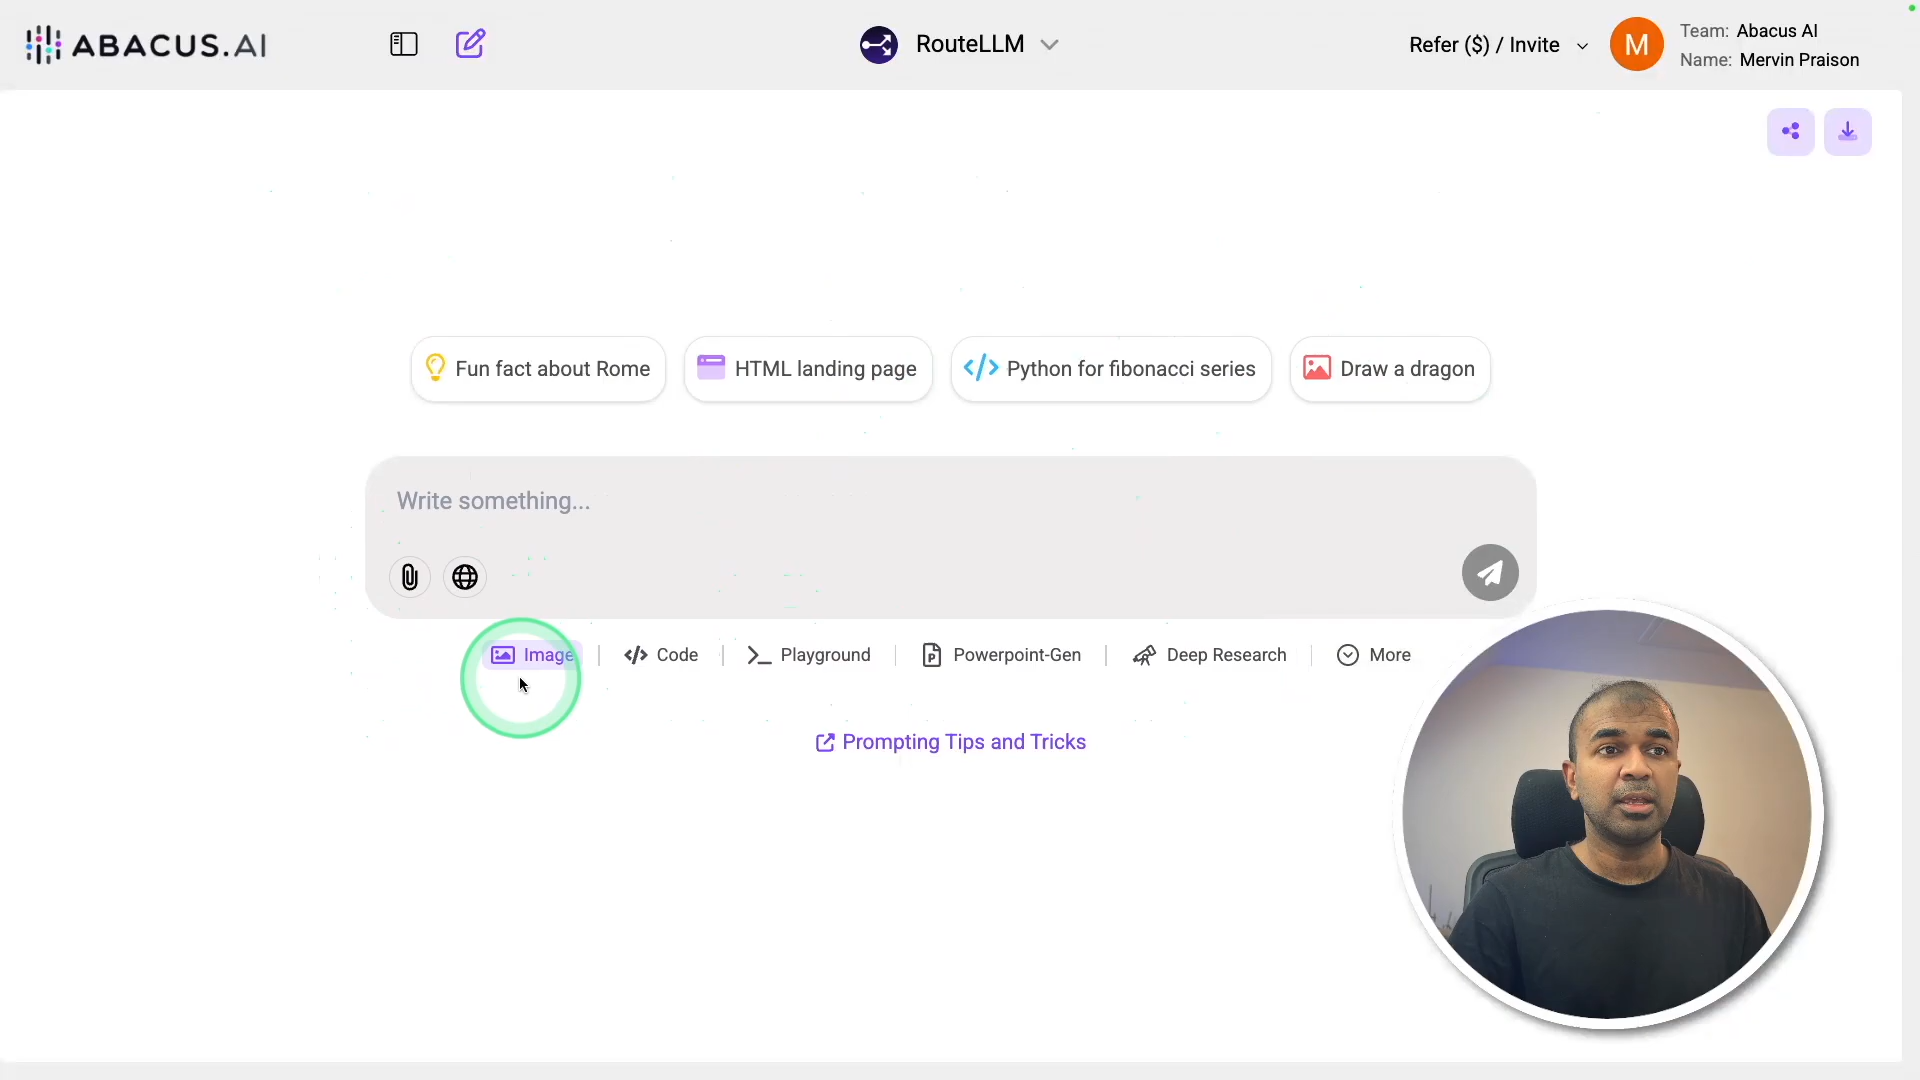 ABACUS.AI
RouteLLM
Refer ($) / Invite
M
Team: Abacus AI
Name: Mervin Praison
Fun fact about Rome
HTML landing page
Python for fibonacci series
Draw a dragon
Write something...
Image
Code
Playground
Powerpoint-Gen
Deep Research
More
Prompting Tips and Tricks